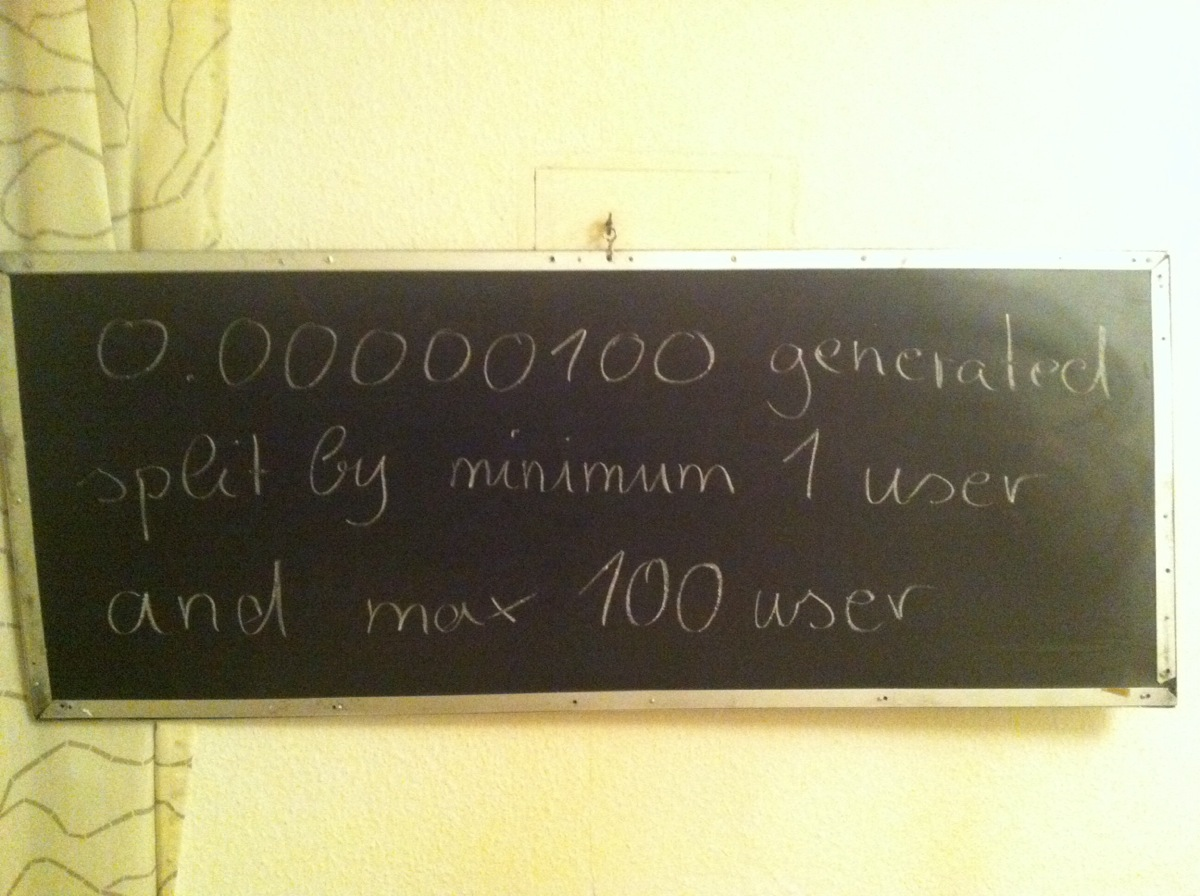 0.00000100 generated
split by minimum 1 user
and max 100 user